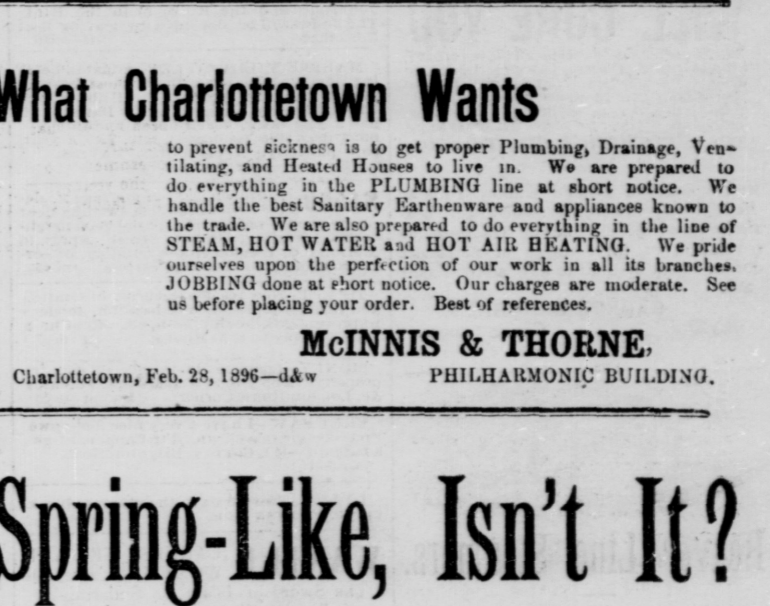 What Charlottetown Wants
to prevent sickness is to get proper Plumbing, Drainage, Ven-
tilating, and Heated Houses to live in. We are prepared to
do everything in the PLUMBING line at short notice. We
handle the best Sanitary Earthenware and appliances known to
the trade. We are also prepared to do everything in the line of
STEAM, HOT WATER and HOT AIR HEATING. We pride
ourselves upon the perfection of our work in all its branches.
JOBBING done at short notice. Our charges are moderate. See
us before placing your order. Best of references.
McINNIS & THORNE,
Charlottetown, Feb. 28, 1896—d&w PHILHARMONIC BUILDING.
Spring-Like, Isn't It?